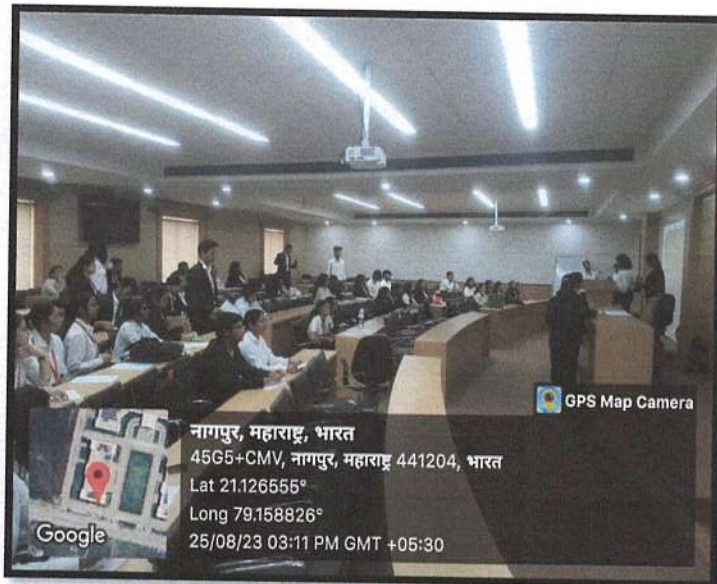 GPS Map Camera
नागपुर, महाराष्ट्र, भारत
45G5+CMV, नागपुर, महाराष्ट्र 441204, भारत
Lat 21.126555°
Long 79.158826°
25/08/23 03:11 PM GMT +05:30
Google